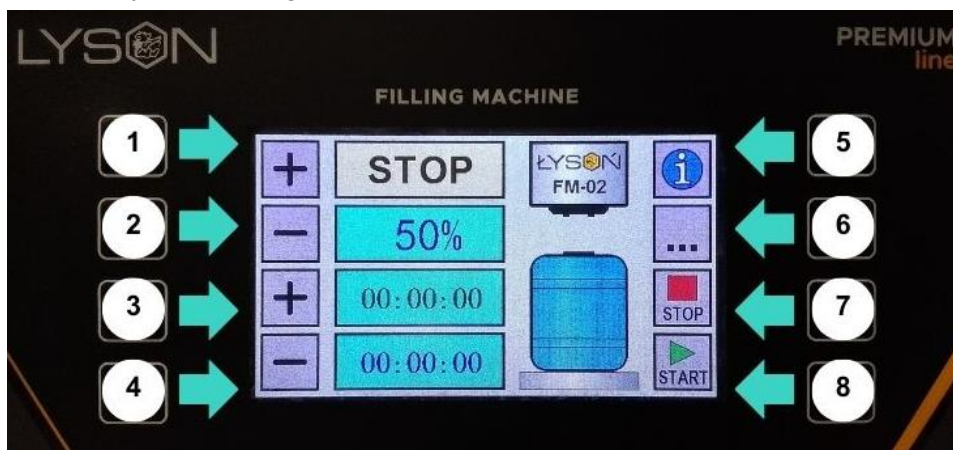 LYSON
PREMIUM
line
FILLING MACHINE
1
2
3
4
+
-
+
-
STOP
50%
00:00:00
00:00:00
ŁYSOŃ
FM-02
i
...
STOP
START
5
6
7
8